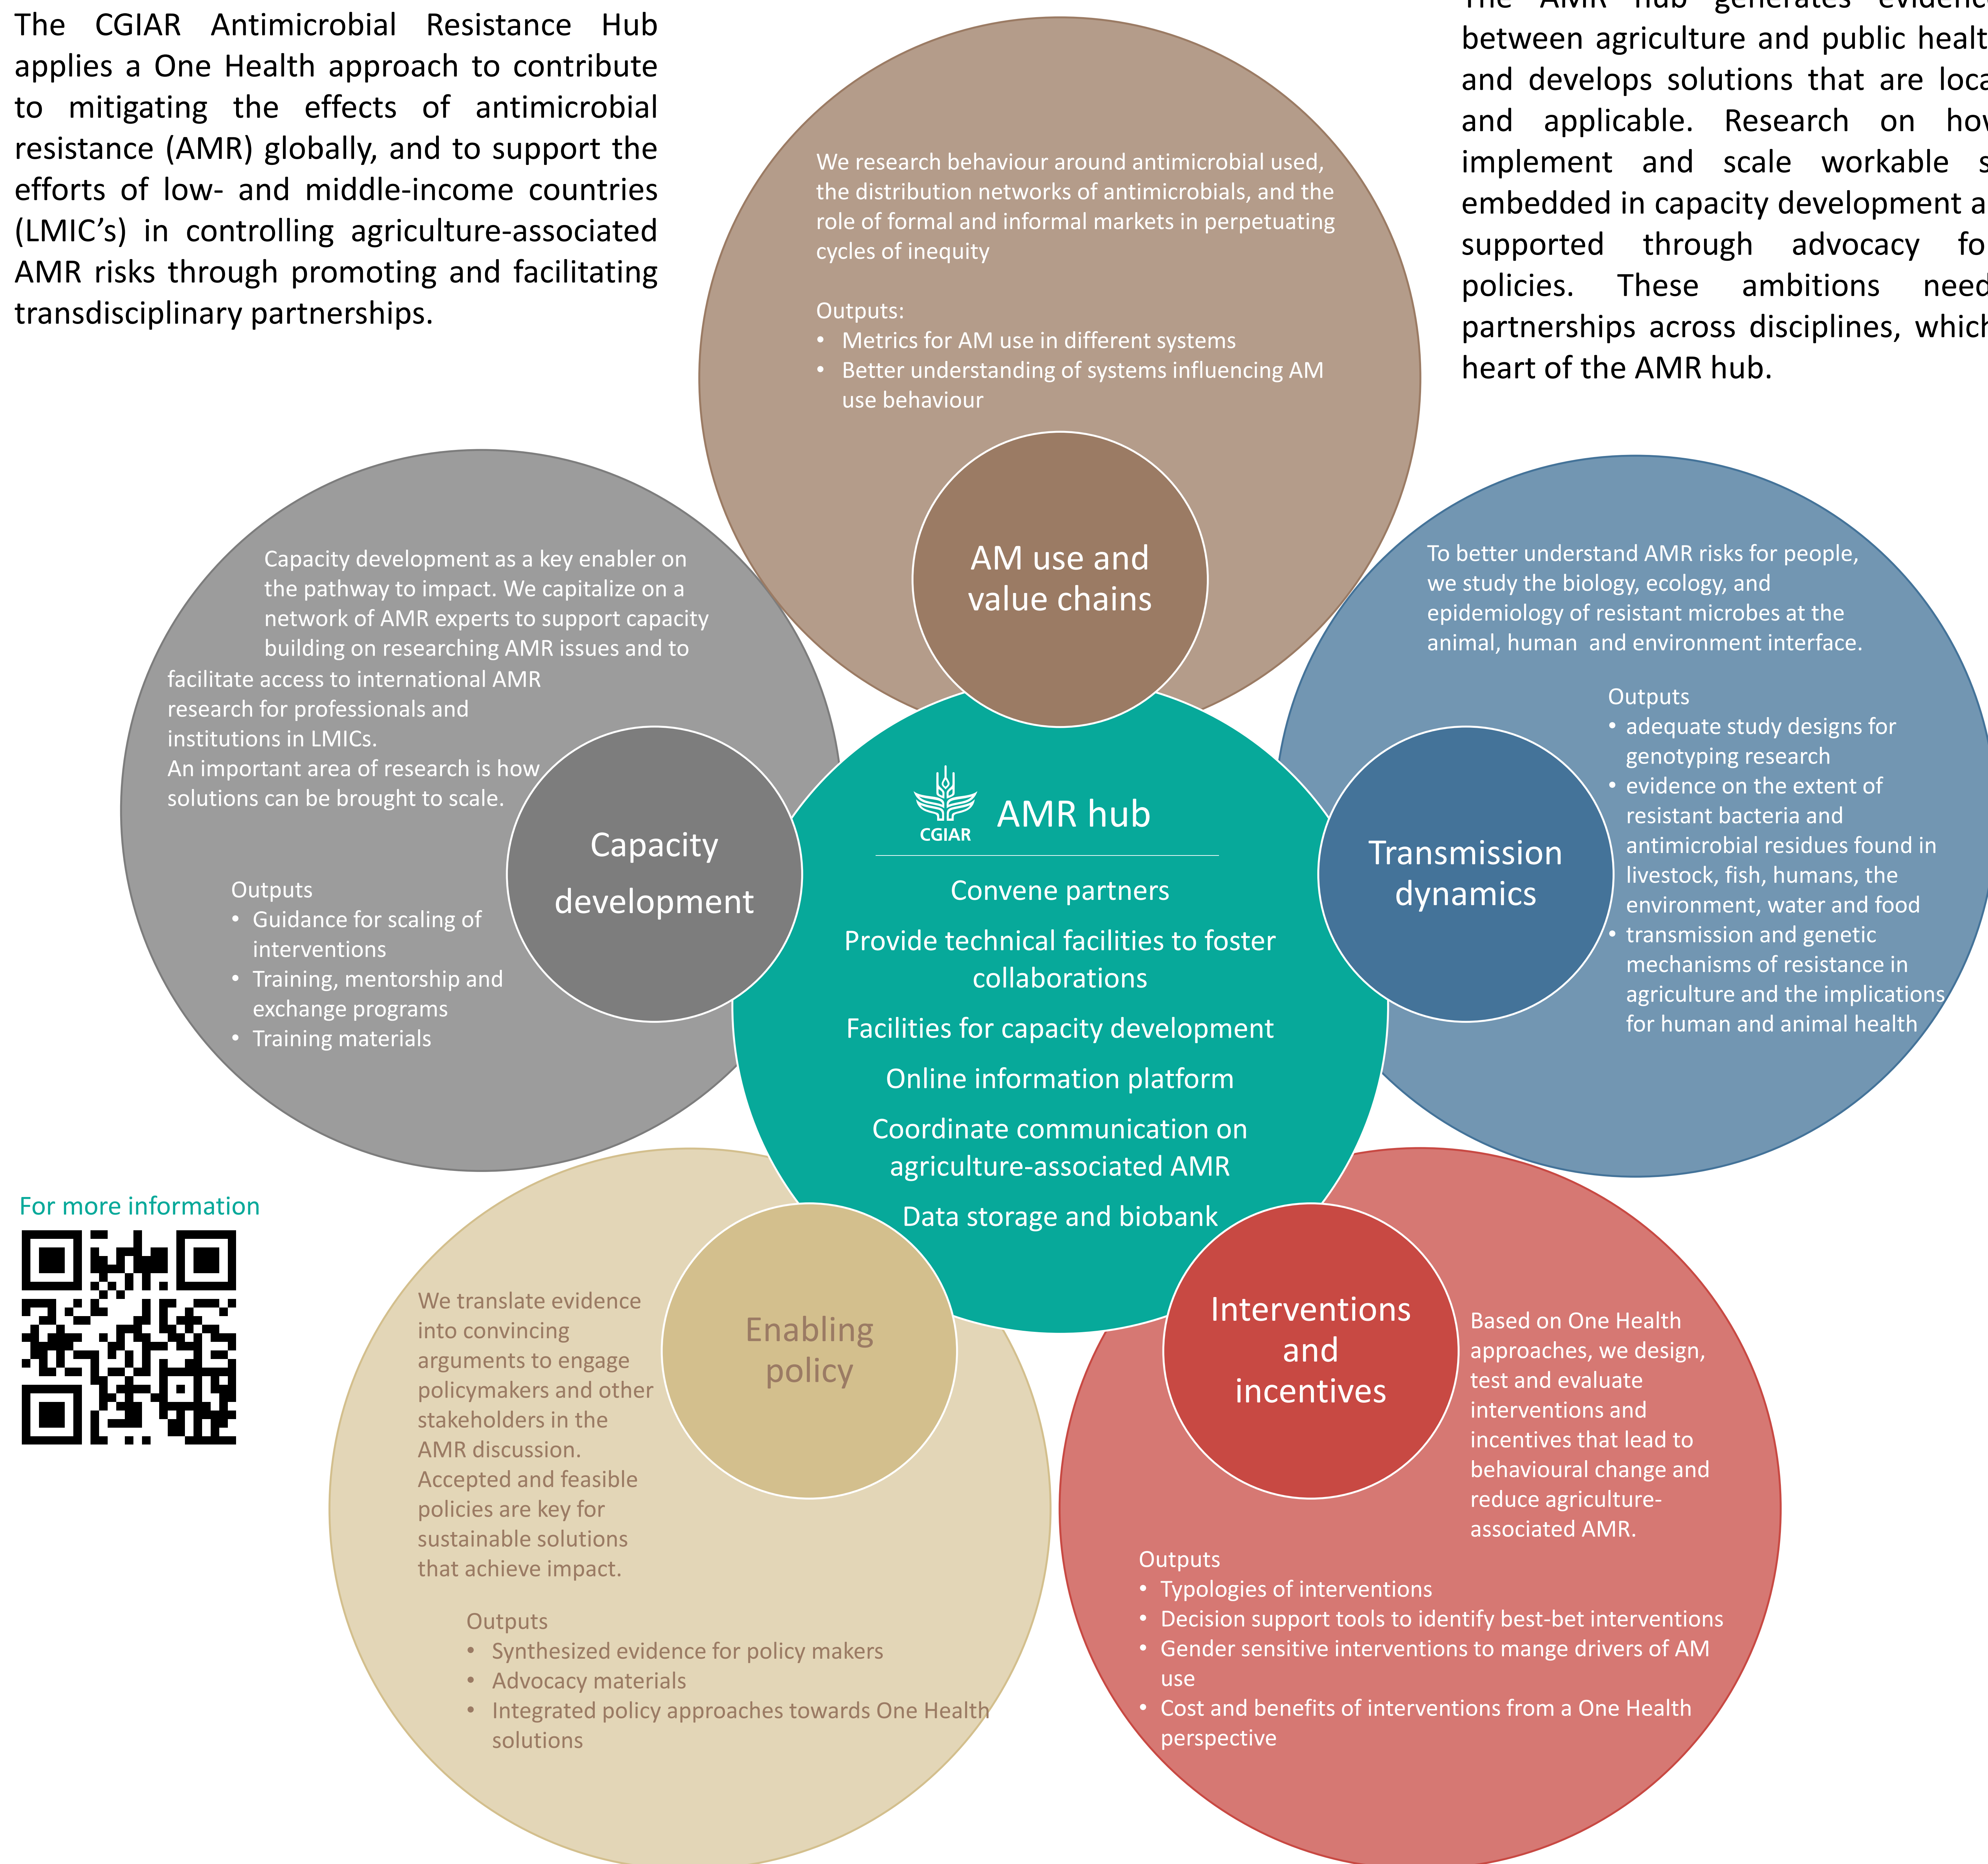 The CGIAR Antimicrobial Resistance Hub
applies a One Health approach to contribute
to mitigating the effects of antimicrobial
resistance (AMR) globally, and to support the
efforts of low- and middle-income countries
(LMIC’s) in controlling agriculture-associated
AMR risks through promoting and facilitating
transdisciplinary partnerships.
The AMR hub generates evidence
between agriculture and public healt
and develops solutions that are loca
and applicable. Research on how
implement and scale workable s
embedded in capacity development a
supported through advocacy fo
policies. These ambitions need
partnerships across disciplines, which
heart of the AMR hub.
We research behaviour around antimicrobial used,
the distribution networks of antimicrobials, and the
role of formal and informal markets in perpetuating
cycles of inequity
Outputs:
• Metrics for AM use in different systems
• Better understanding of systems influencing AM
use behaviour
AM use and
value chains
Capacity development as a key enabler on
the pathway to impact. We capitalize on a
network of AMR experts to support capacity
building on researching AMR issues and to
facilitate access to international AMR
research for professionals and
institutions in LMICs.
An important area of research is how
solutions can be brought to scale.
Outputs
• Guidance for scaling of
interventions
• Training, mentorship and
exchange programs
• Training materials
Capacity
development
CGIAR
AMR hub
Convene partners
Provide technical facilities to foster
collaborations
Facilities for capacity development
Online information platform
Coordinate communication on
agriculture-associated AMR
Data storage and biobank
To better understand AMR risks for people,
we study the biology, ecology, and
epidemiology of resistant microbes at the
animal, human  and environment interface.
Outputs
• adequate study designs for
genotyping research
• evidence on the extent of
resistant bacteria and
antimicrobial residues found in
livestock, fish, humans, the
environment, water and food
• transmission and genetic
mechanisms of resistance in
agriculture and the implications
for human and animal health
Transmission
dynamics
For more information
We translate evidence
into convincing
arguments to engage
policymakers and other
stakeholders in the
AMR discussion.
Accepted and feasible
policies are key for
sustainable solutions
that achieve impact.
Outputs
• Synthesized evidence for policy makers
• Advocacy materials
• Integrated policy approaches towards One Health
solutions
Enabling
policy
Interventions
and
incentives
Based on One Health
approaches, we design,
test and evaluate
interventions and
incentives that lead to
behavioural change and
reduce agriculture-
associated AMR.
Outputs
• Typologies of interventions
• Decision support tools to identify best-bet interventions
• Gender sensitive interventions to mange drivers of AM
use
• Cost and benefits of interventions from a One Health
perspective